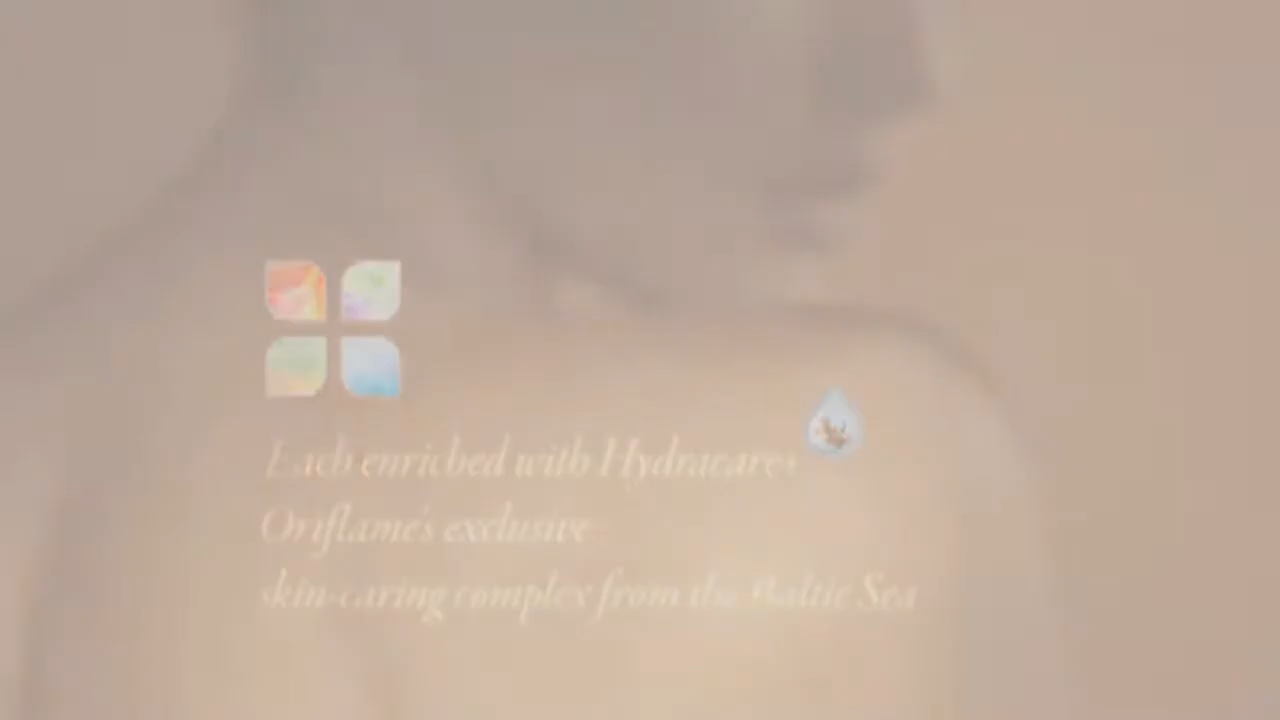 Each enriched with Hydracare+
Oriflame's exclusive
skin-caring complex from the Baltic Sea